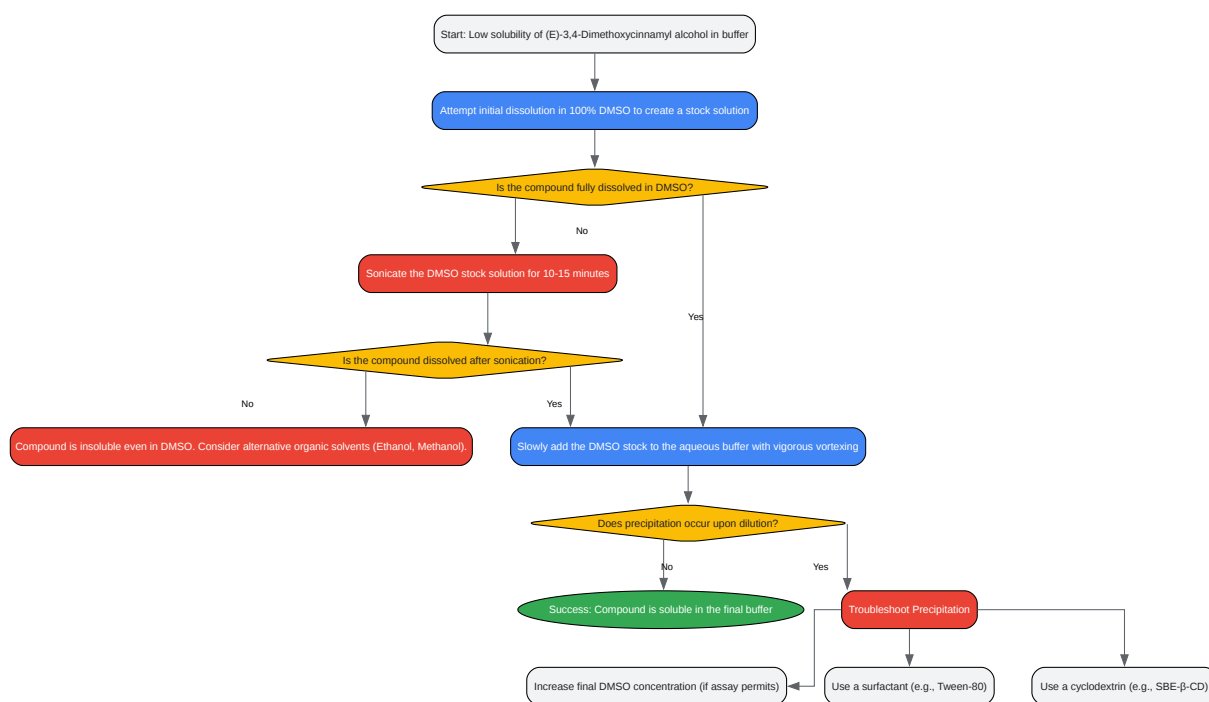 Start: Low solubility of (E)-3,4-Dimethoxycinnamyl alcohol in buffer
Attempt initial dissolution in 100% DMSO to create a stock solution
Is the compound fully dissolved in DMSO?
No
Sonicate the DMSO stock solution for 10-15 minutes
Yes
Is the compound dissolved after sonication?
No
Yes
Compound is insoluble even in DMSO. Consider alternative organic solvents (Ethanol, Methanol).
Slowly add the DMSO stock to the aqueous buffer with vigorous vortexing
Does precipitation occur upon dilution?
No
Yes
Success: Compound is soluble in the final buffer
Troubleshoot Precipitation
Increase final DMSO concentration (if assay permits)
Use a surfactant (e.g., Tween-80)
Use a cyclodextrin (e.g., SBE-β-CD)